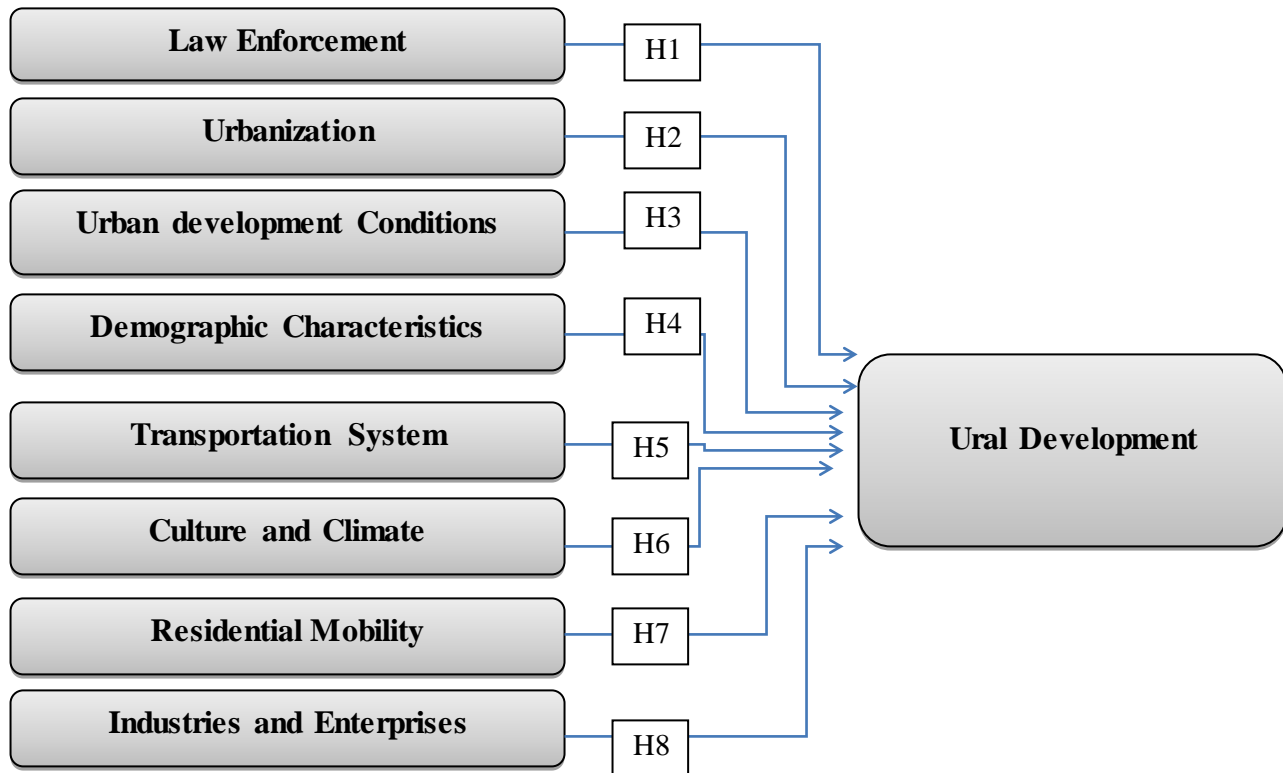 Law Enforcement
H1
Urbanization
H2
Urban development Conditions
H3
Demographic Characteristics
H4
Transportation System
H5
Culture and Climate
H6
Residential Mobility
H7
Industries and Enterprises
H8
Ural Development